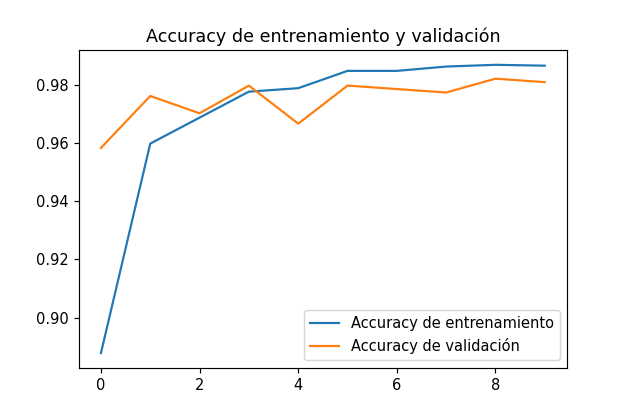 Accuracy de entrenamiento y validación
0.98
0.96
0.94
0.92
0.90
Accuracy de entrenamiento
Accuracy de validación
0 2 4 6 8